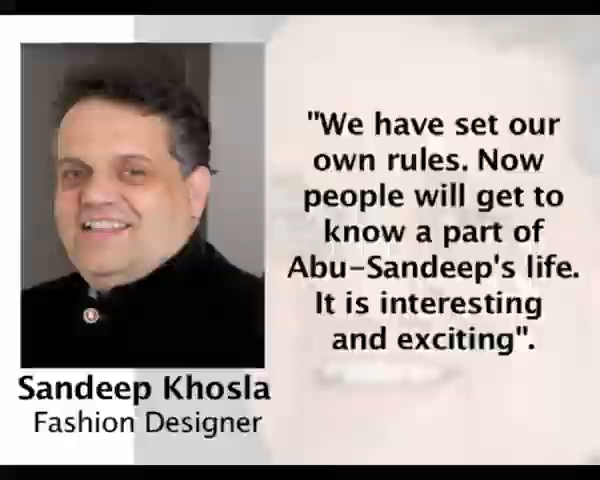 "We have set our
own rules. Now
people will get to
know a part of
Abu-Sandeep's life.
It is interesting
and exciting".
Sandeep Khosla
Fashion Designer